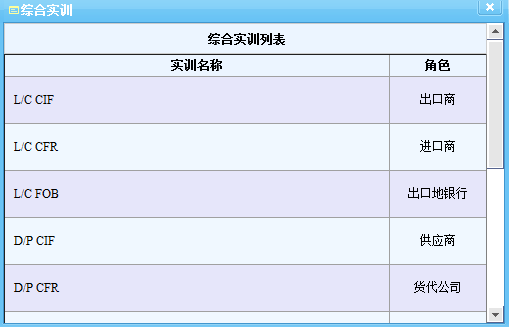 综合实训
综合实训列表
实训名称 角色
L/C CIF 出口商
L/C CFR 进口商
L/C FOB 出口地银行
D/P CIF 供应商
D/P CFR 货代公司